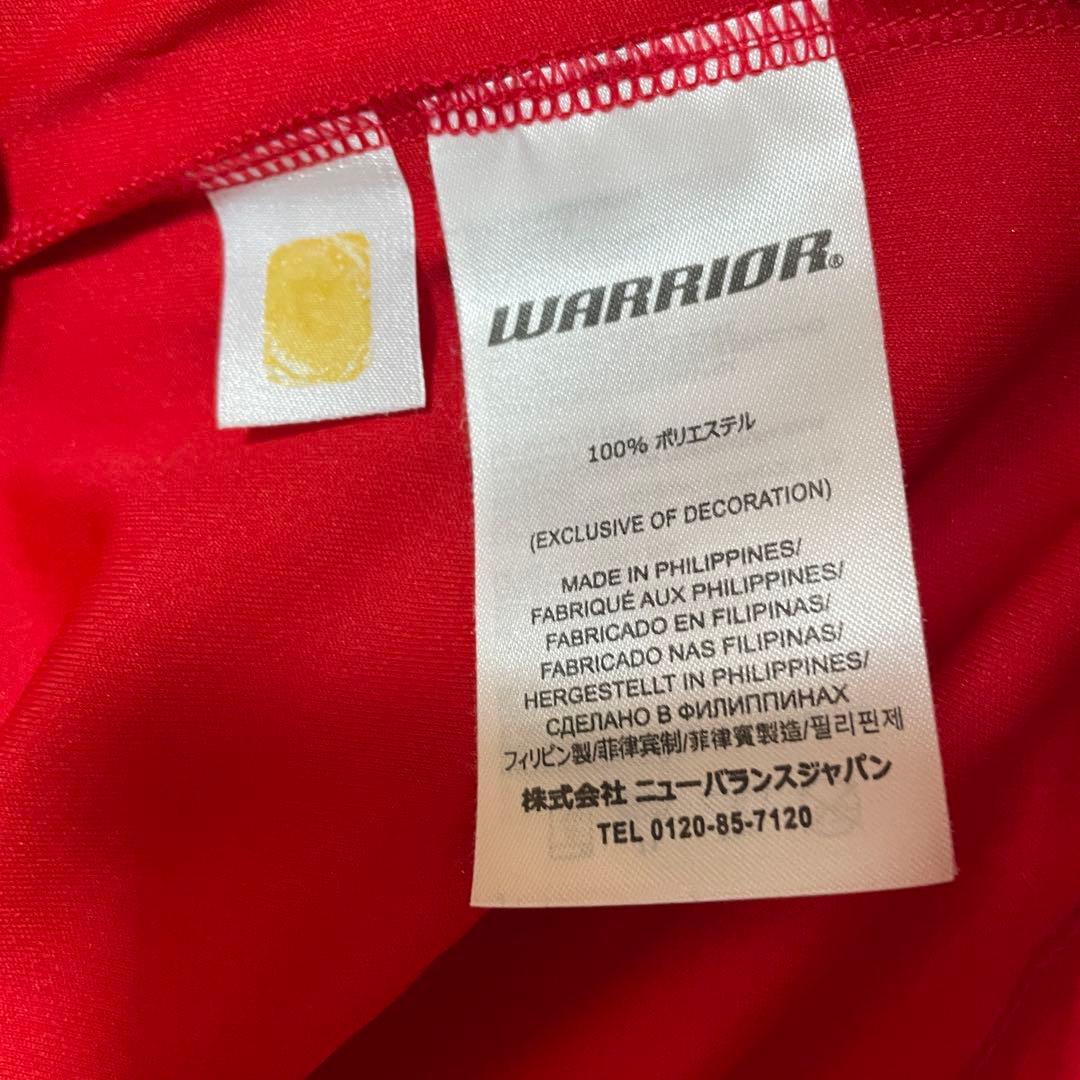 WARRIOR®
100% ポリエステル
(EXCLUSIVE OF DECORATION)
MADE IN PHILIPPINES/
FABRIQUÉ AUX PHILIPPINES/
FABRICADO EN FILIPINAS/
FABRICADO NAS FILIPINAS/
HERGESTELLT IN PHILIPPINES/
СДЕЛАНО В ФИЛИППИНАХ
フィリピン製/菲律宾制/菲律賓製造/필리핀제
株式会社 ニューバランスジャパン
TEL 0120-85-7120